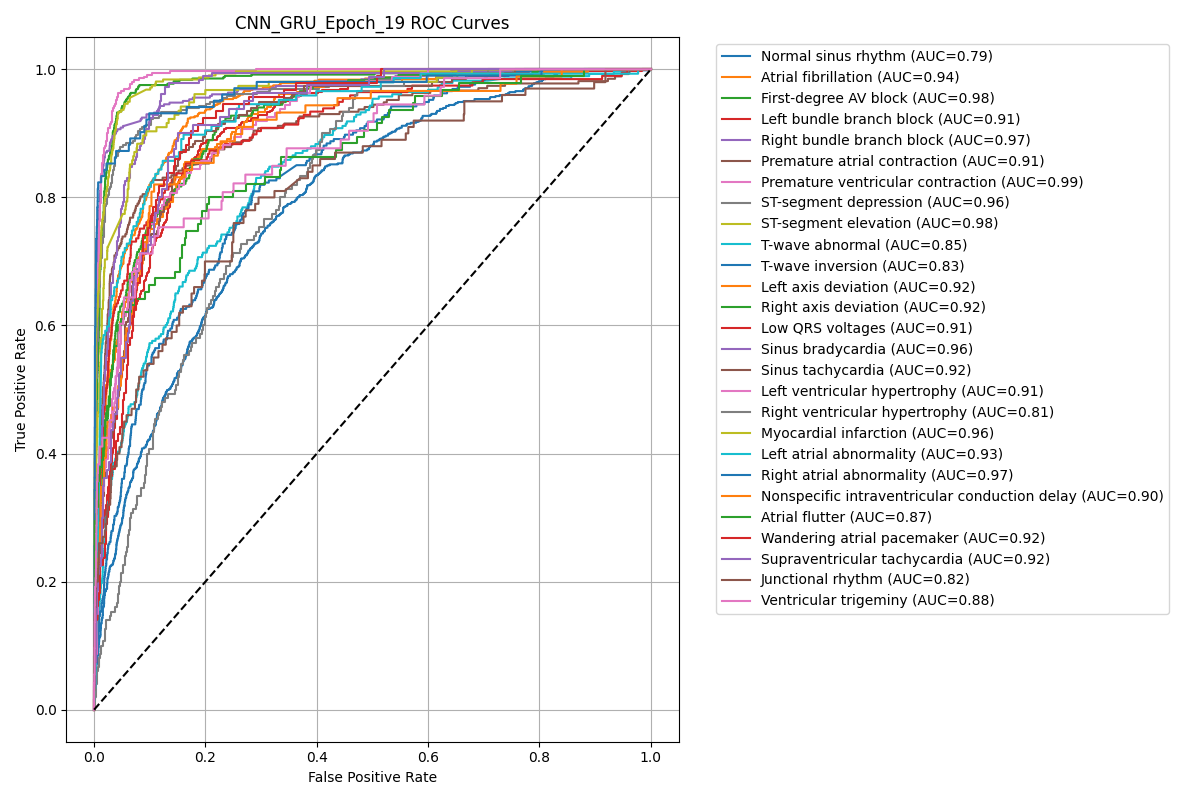 CNN_GRU_Epoch_19 ROC Curves
1.0
0.8
0.6
0.4
0.2
0.0
True Positive Rate
0.0 0.2 0.4 0.6 0.8 1.0
False Positive Rate
Normal sinus rhythm (AUC=0.79)
Atrial fibrillation (AUC=0.94)
First-degree AV block (AUC=0.98)
Left bundle branch block (AUC=0.91)
Right bundle branch block (AUC=0.97)
Premature atrial contraction (AUC=0.91)
Premature ventricular contraction (AUC=0.99)
ST-segment depression (AUC=0.96)
ST-segment elevation (AUC=0.98)
T-wave abnormal (AUC=0.85)
T-wave inversion (AUC=0.83)
Left axis deviation (AUC=0.92)
Right axis deviation (AUC=0.92)
Low QRS voltages (AUC=0.91)
Sinus bradycardia (AUC=0.96)
Sinus tachycardia (AUC=0.92)
Left ventricular hypertrophy (AUC=0.91)
Right ventricular hypertrophy (AUC=0.81)
Myocardial infarction (AUC=0.96)
Left atrial abnormality (AUC=0.93)
Right atrial abnormality (AUC=0.97)
Nonspecific intraventricular conduction delay (AUC=0.90)
Atrial flutter (AUC=0.87)
Wandering atrial pacemaker (AUC=0.92)
Supraventricular tachycardia (AUC=0.92)
Junctional rhythm (AUC=0.82)
Ventricular trigeminy (AUC=0.88)